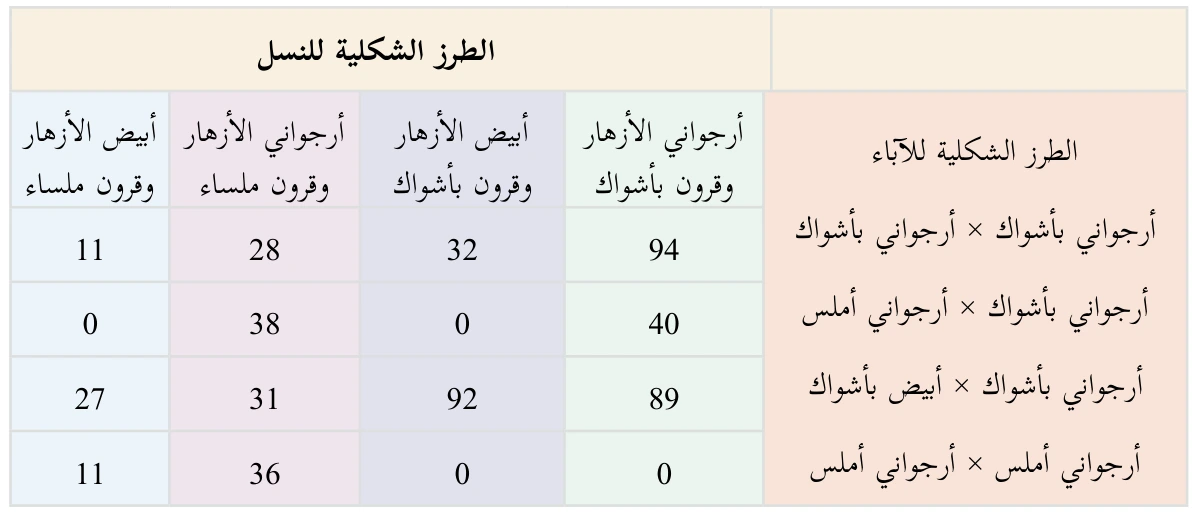 الطرز الشكلية للنسل
الطرز الشكلية للآباء
أرجواني الأزهار وقرون بأشواك
أبيض الأزهار وقرون بأشواك
أرجواني الأزهار وقرون ملساء
أبيض الأزهار وقرون ملساء
أرجواني بأشواك × أرجواني بأشواك 94 32 28 11
أرجواني بأشواك × أرجواني أملس 40 0 38 0
أرجواني بأشواك × أبيض بأشواك 89 92 31 27
أرجواني أملس × أرجواني أملس 0 0 36 11